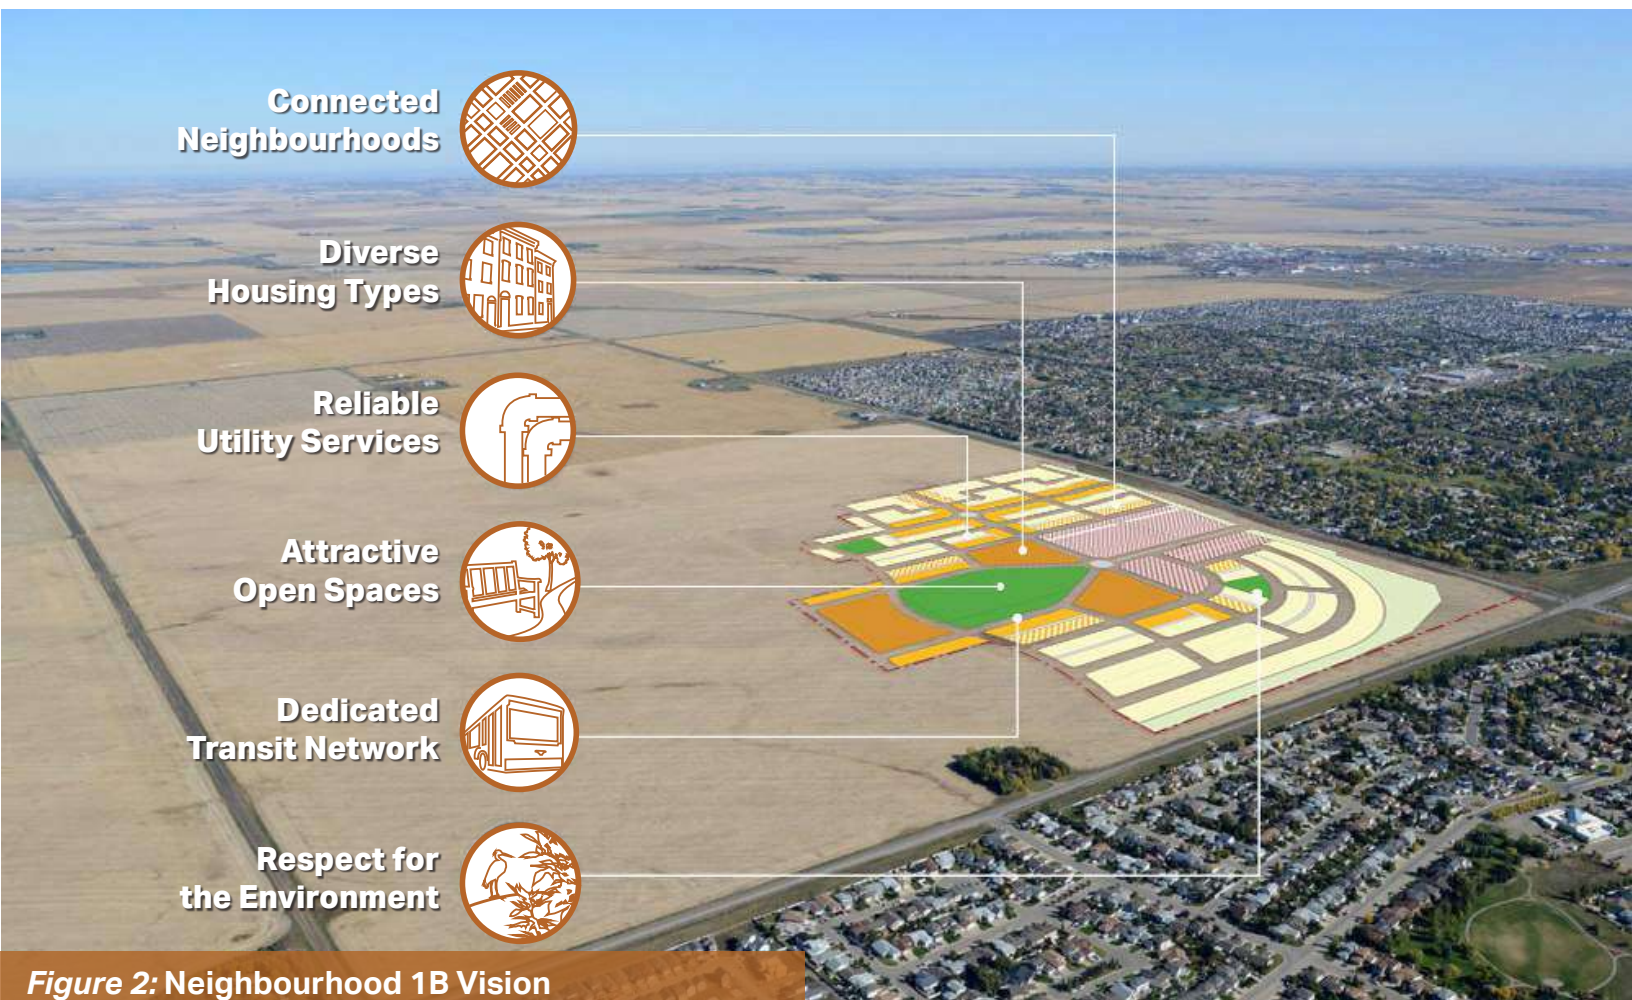 Connected
Neighbourhoods
Diverse
Housing Types
Reliable
Utility Services
Attractive
Open Spaces
Dedicated
Transit Network
Respect for
the Environment
Figure 2: Neighbourhood 1B Vision